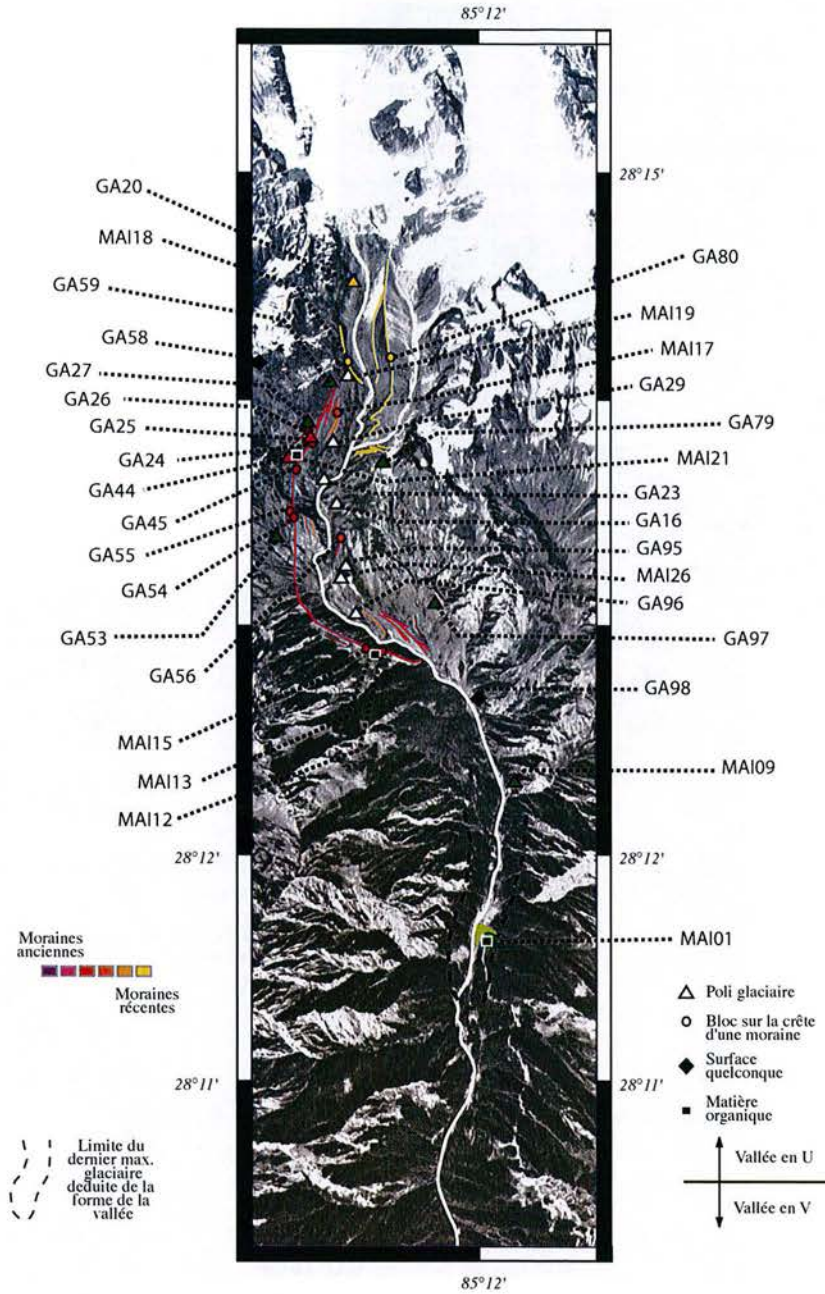 85°12'
28°15'
GA20
MAI18
GA59
GA58
GA27
GA26
GA25
GA24
GA44
GA45
GA55
GA54
GA53
GA56
MAI15
MAI13
MAI12
GA80
MAI19
MAI17
GA29
GA79
MAI21
GA23
GA16
GA95
MAI26
GA96
GA97
GA98
MAI09
28°12'
28°12'
MAI01
Moraines
anciennes
Moraines
récentes
Poli glaciaire
Bloc sur la crête
d'une moraine
Surface
quelconque
Matière
organique
28°11'
28°11'
Limite du
dernier max.
glaciaire
deduite de la
forme de la
vallée
Vallée en U
Vallée en V
85°12'